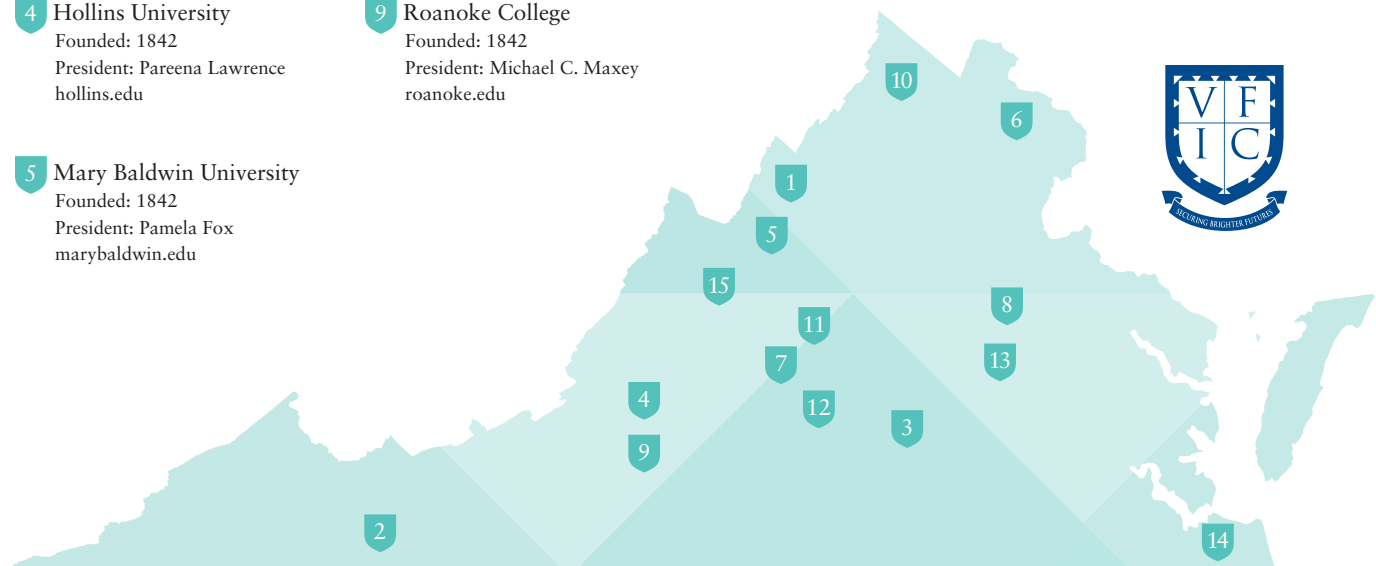 4 Hollins University
Founded: 1842
President: Pareena Lawrence
hollins.edu
5 Mary Baldwin University
Founded: 1842
President: Pamela Fox
marybaldwin.edu
9 Roanoke College
Founded: 1842
President: Michael C. Maxey
roanoke.edu
10
6
1
5
15
8
11
13
7
4
12
3
9
2
14
V F
I C
SECURING BRIGHTER FUTURES